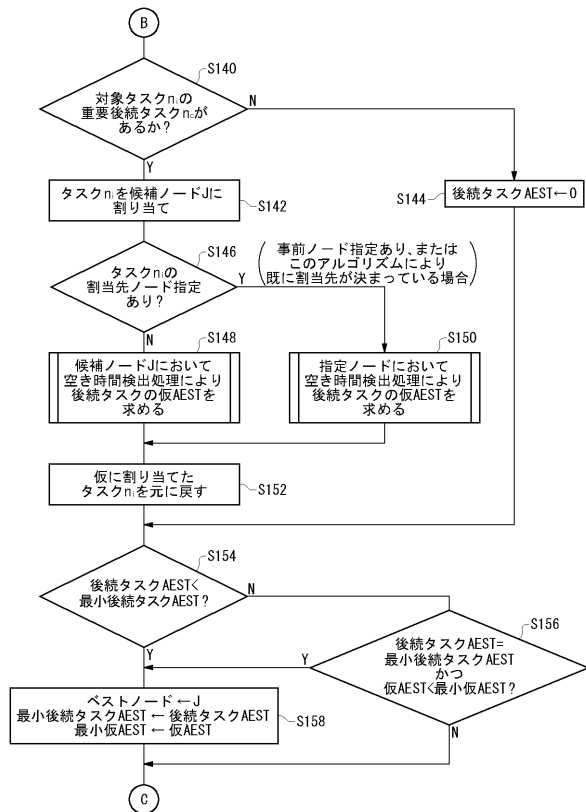 B
S140
対象タスクniの
重要後続タスクncが
あるか?
N
Y
タスクniを候補ノードJに
割り当て
S142
S144
後続タスクAEST←0
S146
タスクniの
割当先ノード指定
あり?
Y
N
事前ノード指定あり、または
このアルゴリズムにより
既に割当先が決まっている場合
S148
候補ノードJにおいて
空き時間検出処理により
後続タスクの仮AESTを
求める
S150
指定ノードにおいて
空き時間検出処理により
後続タスクの仮AESTを
求める
仮に割り当てた
タスクniを元に戻す
S152
S154
後続タスクAEST<
最小後続タスクAEST?
N
Y
S156
後続タスクAEST=
最小後続タスクAEST
かつ
仮AEST<最小仮AEST?
Y
N
ベストノード←J
最小後続タスクAEST←後続タスクAEST
最小仮AEST←仮AEST
S158
C